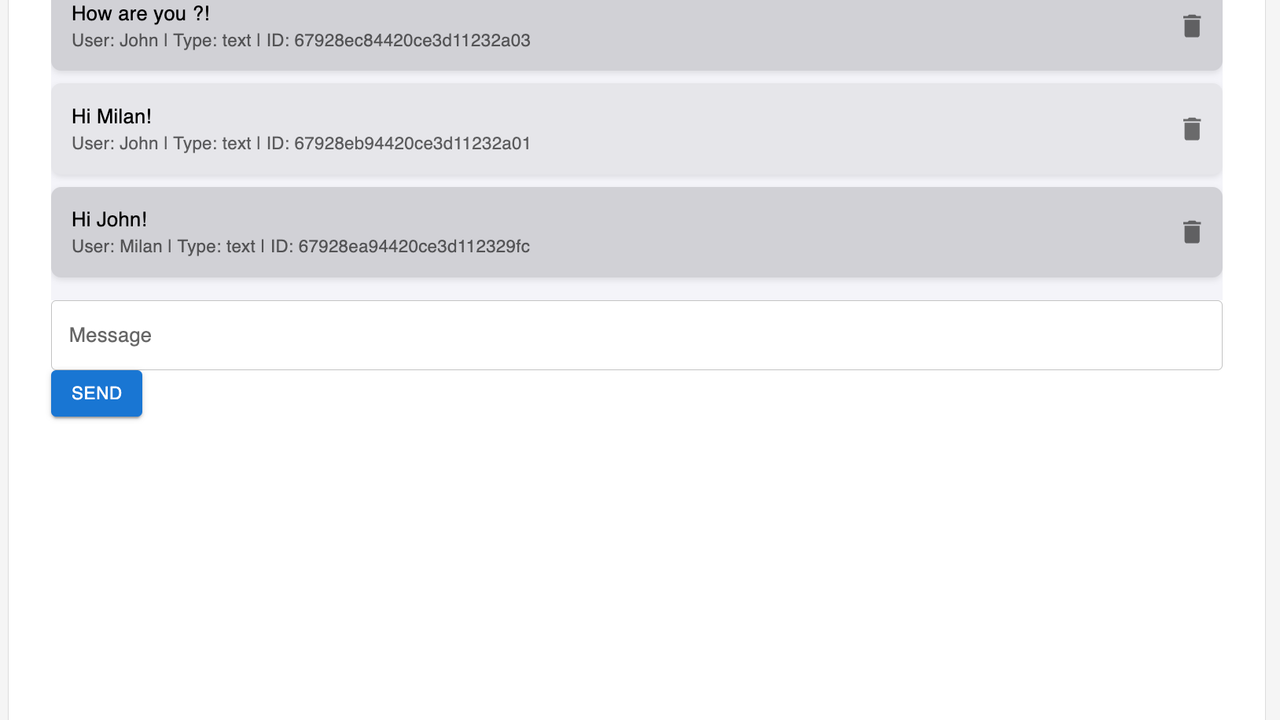 How are you ?!
User: John | Type: text | ID: 67928ec84420ce3d11232a03
Hi Milan!
User: John | Type: text | ID: 67928eb94420ce3d11232a01
Hi John!
User: Milan | Type: text | ID: 67928ea94420ce3d112329fc
Message
SEND